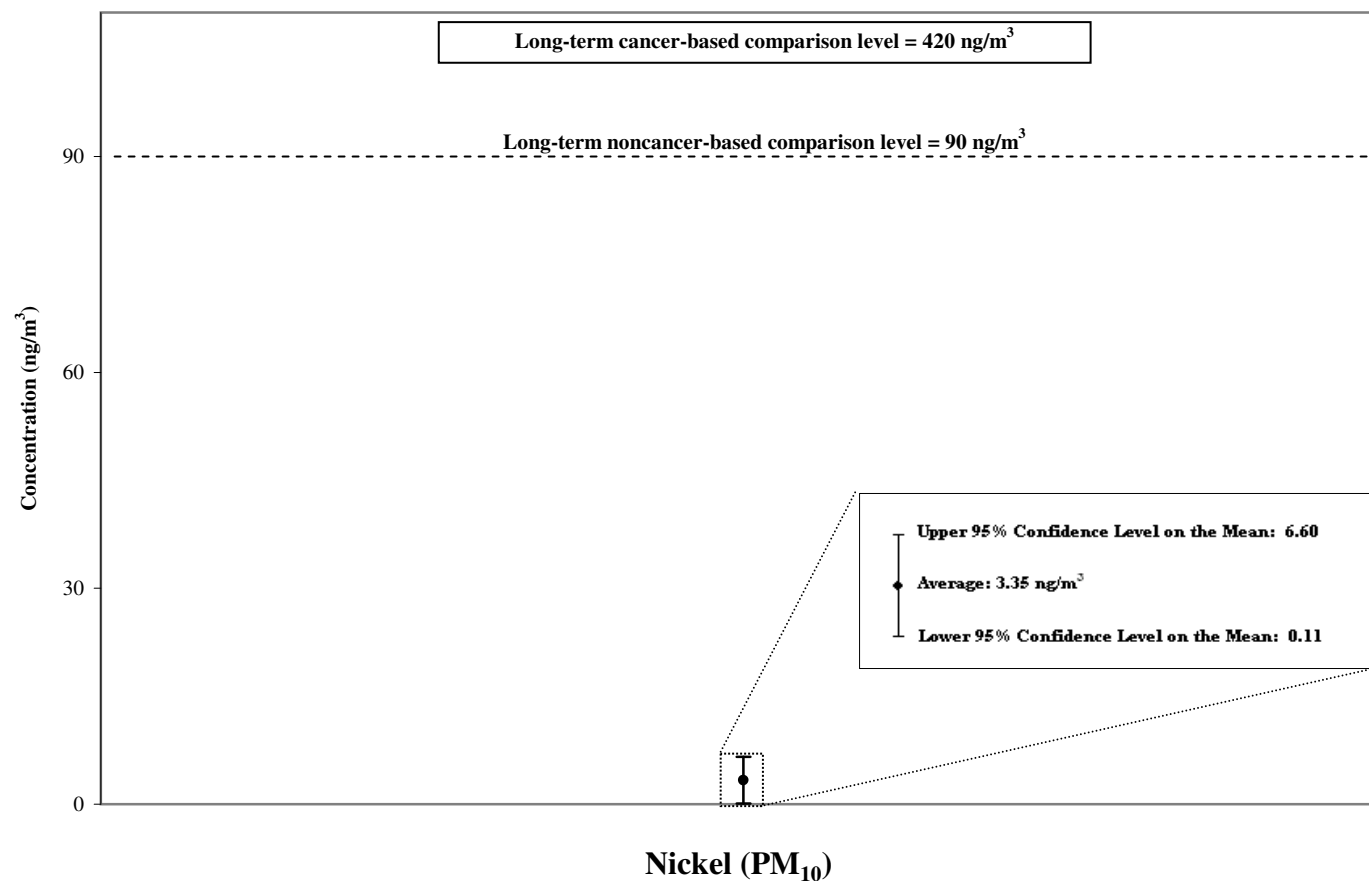 Long-term cancer-based comparison level = 420 ng/m³
Long-term noncancer-based comparison level = 90 ng/m³
90
60
30
0
Concentration (ng/m³)
Upper 95% Confidence Level on the Mean: 6.60
Average: 3.35 ng/m³
Lower 95% Confidence Level on the Mean: 0.11
Nickel (PM₁₀)